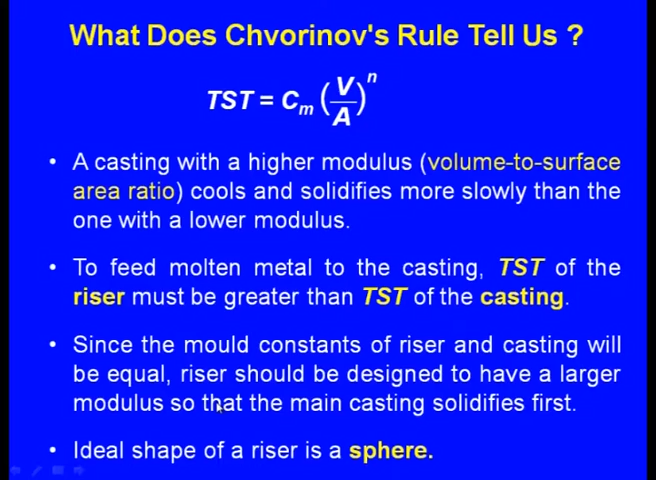 What Does Chvorinov's Rule Tell Us ?
TST = Cm (V/A)^n
• A casting with a higher modulus (volume-to-surface
area ratio) cools and solidifies more slowly than the
one with a lower modulus.
• To feed molten metal to the casting, TST of the
riser must be greater than TST of the casting.
• Since the mould constants of riser and casting will
be equal, riser should be designed to have a larger
modulus so that the main casting solidifies first.
• Ideal shape of a riser is a sphere.